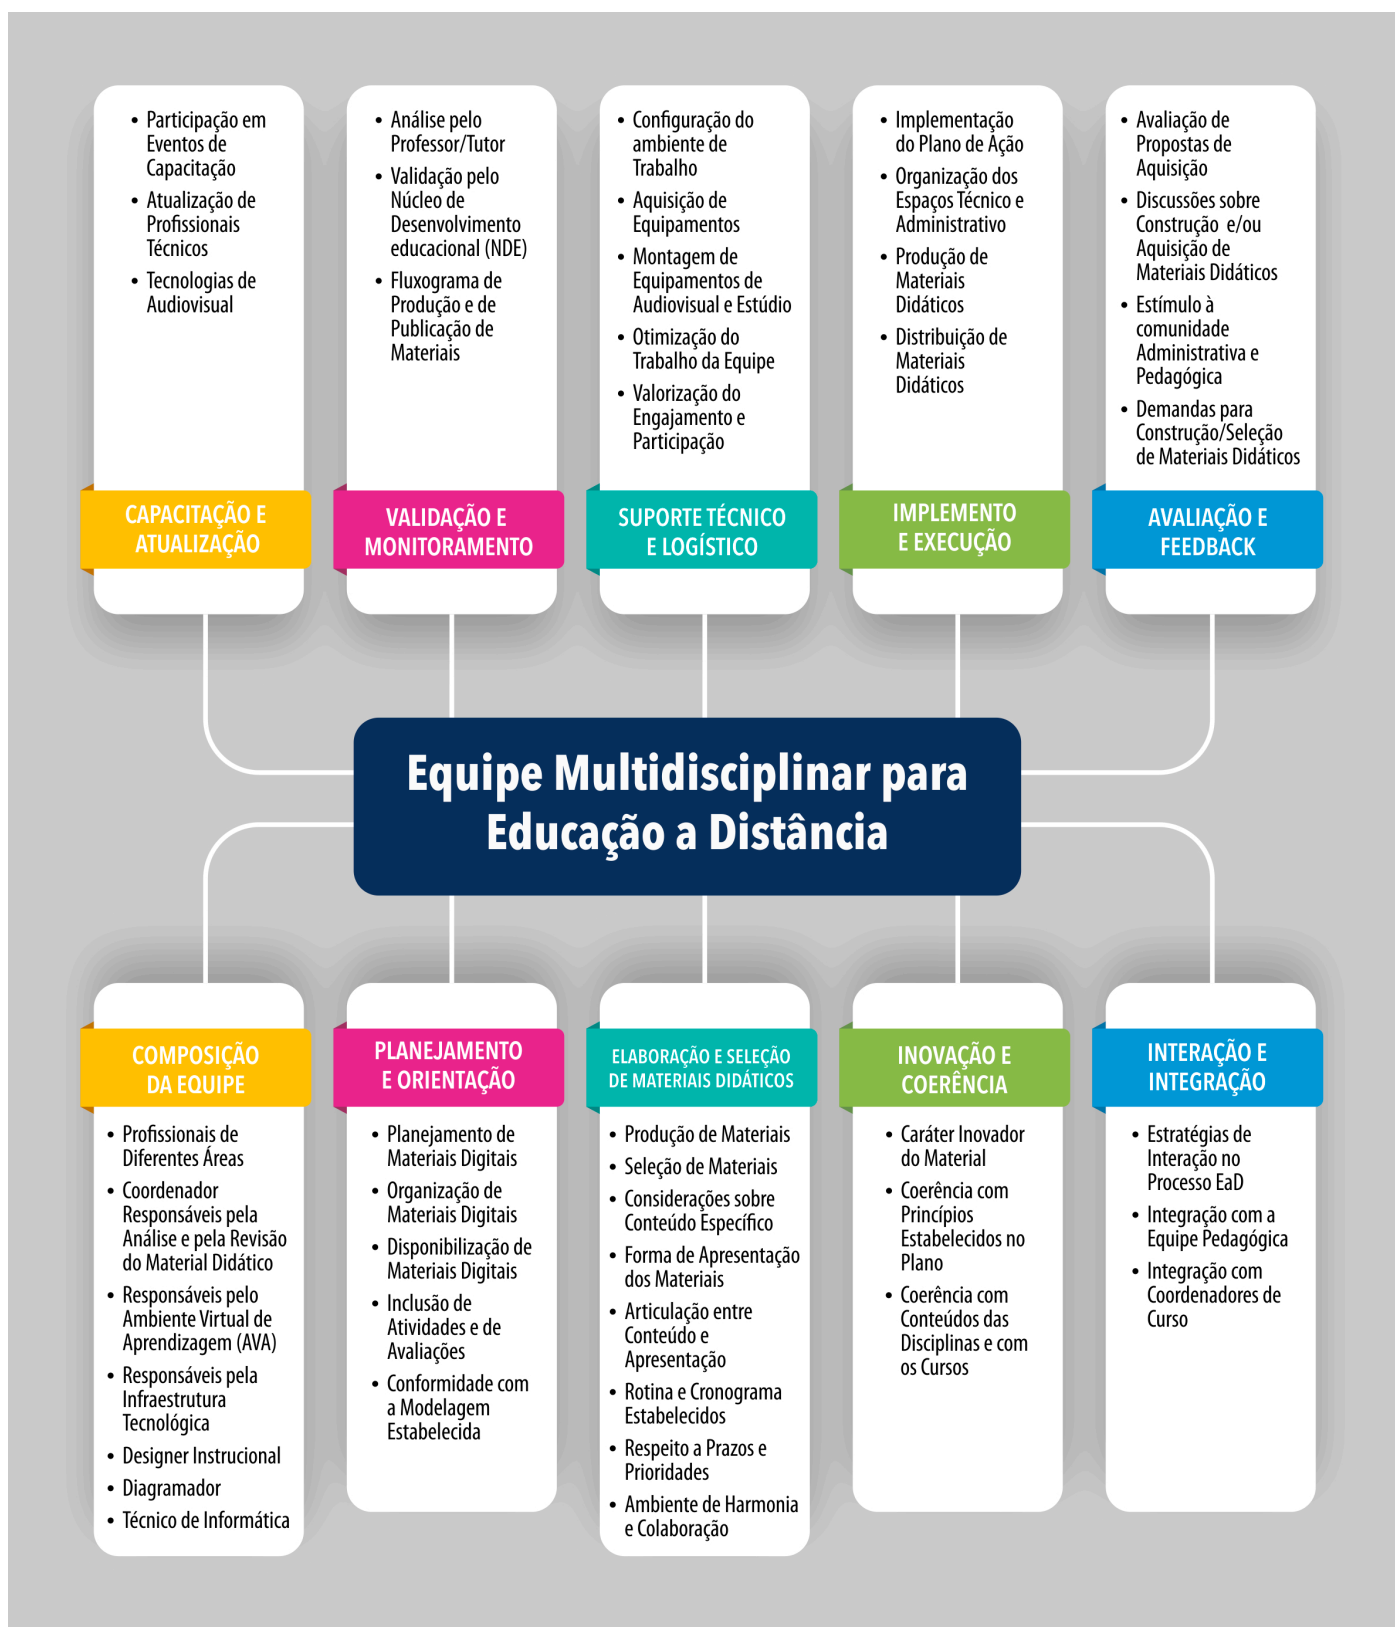 • Participação em
Eventos de
Capacitação
• Atualização de
Profissionais
Técnicos
• Tecnologias de
Audiovisual
CAPACITAÇÃO E
ATUALIZAÇÃO
• Análise pelo
Professor/Tutor
• Validação pelo
Núcleo de
Desenvolvimento
educacional (NDE)
• Fluxograma de
Produção e de
Publicação de
Materiais
VALIDAÇÃO E
MONITORAMENTO
• Configuração do
ambiente de
Trabalho
• Aquisição de
Equipamentos
• Montagem de
Equipamentos de
Audiovisual e Estúdio
• Otimização do
Trabalho da Equipe
• Valorização do
Engajamento e
Participação
SUPORTE TÉCNICO
E LOGÍSTICO
• Implementação
do Plano de Ação
• Organização dos
Espaços Técnico e
Administrativo
• Produção de
Materiais
Didáticos
• Distribuição de
Materiais
Didáticos
IMPLEMENTO
E EXECUÇÃO
• Avaliação de
Propostas de
Aquisição
• Discussões sobre
Construção e/ou
Aquisição de
Materiais Didáticos
• Estímulo à
comunidade
Administrativa e
Pedagógica
• Demandas para
Construção/Seleção
de Materiais Didáticos
AVALIAÇÃO E
FEEDBACK
Equipe Multidisciplinar para
Educação a Distância
COMPOSIÇÃO
DA EQUIPE
• Profissionais de
Diferentes Áreas
• Coordenador
Responsáveis pela
Análise e pela Revisão
do Material Didático
• Responsáveis pelo
Ambiente Virtual de
Aprendizagem (AVA)
• Responsáveis pela
Infraestrutura
Tecnológica
• Designer Instrucional
• Diagramador
• Técnico de Informática
PLANEJAMENTO
E ORIENTAÇÃO
• Planejamento de
Materiais Digitais
• Organização de
Materiais Digitais
• Disponibilização de
Materiais Digitais
• Inclusão de
Atividades e de
Avaliações
• Conformidade com
a Modelagem
Estabelecida
ELABORAÇÃO E SELEÇÃO
DE MATERIAIS DIDÁTICOS
• Produção de Materiais
• Seleção de Materiais
• Considerações sobre
Conteúdo Específico
• Forma de Apresentação
dos Materiais
• Articulação entre
Conteúdo e
Apresentação
• Rotina e Cronograma
Estabelecidos
• Respeito a Prazos e
Prioridades
• Ambiente de Harmonia
e Colaboração
INOVAÇÃO E
COERÊNCIA
• Caráter Inovador
do Material
• Coerência com
Princípios
Estabelecidos no
Plano
• Coerência com
Conteúdos das
Disciplinas e com
os Cursos
INTERAÇÃO E
INTEGRAÇÃO
• Estratégias de
Interação no
Processo EaD
• Integração com a
Equipe Pedagógica
• Integração com
Coordenadores de
Curso